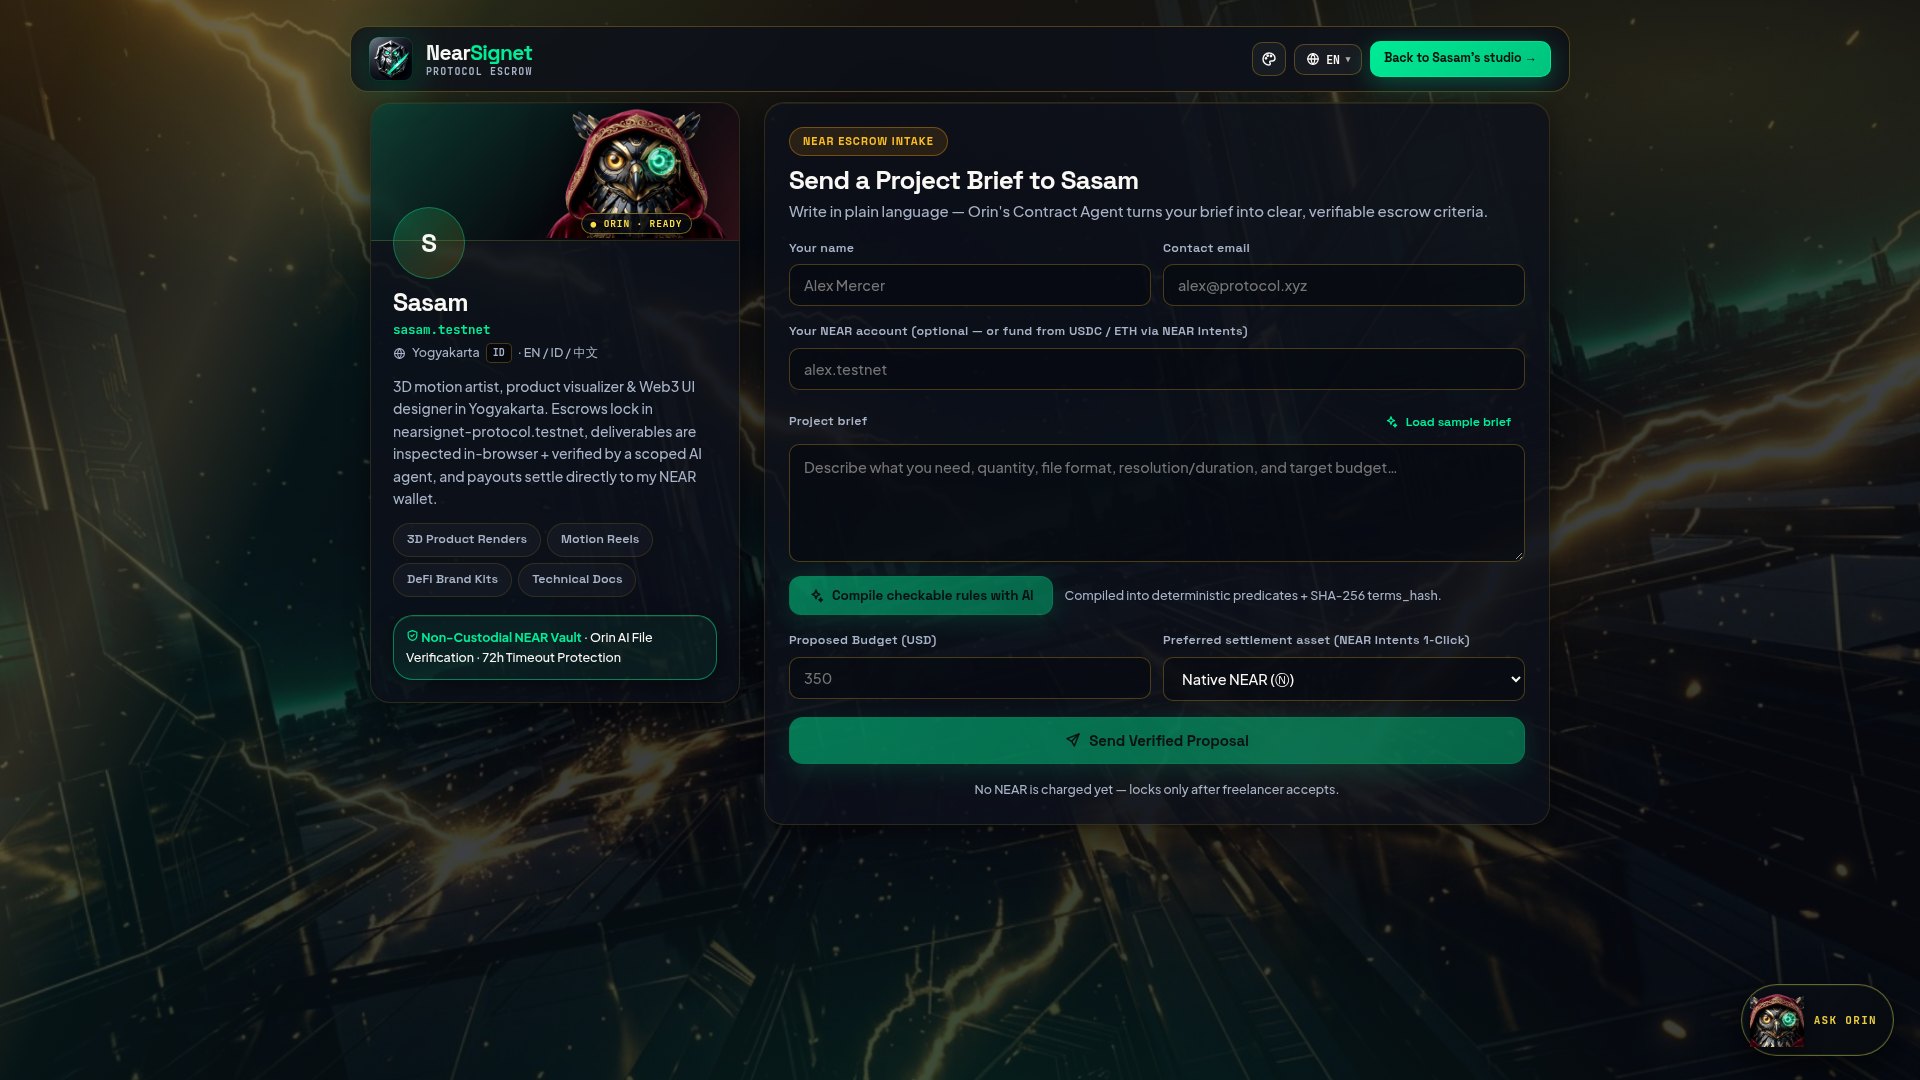 NearSignet
PROTOCOL ESCROW
EN ▾
Back to Sasam's studio →
● ORIN · READY
S
Sasam
sasam.testnet
Yogyakarta ID · EN / ID / 中文
3D motion artist, product visualizer & Web3 UI
designer in Yogyakarta. Escrows lock in
nearsignet-protocol.testnet, deliverables are
inspected in-browser + verified by a scoped AI
agent, and payouts settle directly to my NEAR
wallet.
3D Product Renders
Motion Reels
DeFi Brand Kits
Technical Docs
Non-Custodial NEAR Vault · Orin AI File
Verification · 72h Timeout Protection
NEAR ESCROW INTAKE
Send a Project Brief to Sasam
Write in plain language — Orin's Contract Agent turns your brief into clear, verifiable escrow criteria.
Your name
Contact email
Alex Mercer
alex@protocol.xyz
Your NEAR account (optional — or fund from USDC / ETH via NEAR Intents)
alex.testnet
Project brief
Load sample brief
Describe what you need, quantity, file format, resolution/duration, and target budget…
Compile checkable rules with AI
Compiled into deterministic predicates + SHA-256 terms_hash.
Proposed Budget (USD)
Preferred settlement asset (NEAR Intents 1-Click)
350
Native NEAR (Ⓝ)
Send Verified Proposal
No NEAR is charged yet — locks only after freelancer accepts.
ASK ORIN